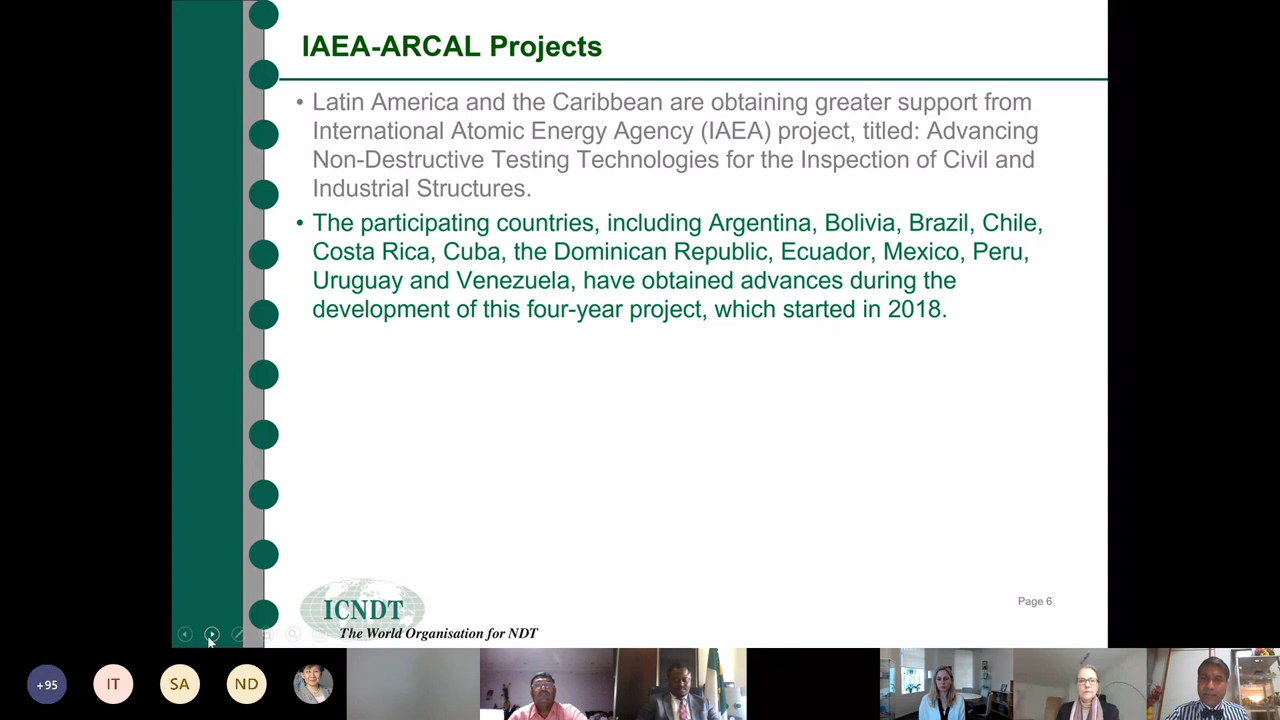 IAEA-ARCAL Projects
• Latin America and the Caribbean are obtaining greater support from
International Atomic Energy Agency (IAEA) project, titled: Advancing
Non-Destructive Testing Technologies for the Inspection of Civil and
Industrial Structures.
• The participating countries, including Argentina, Bolivia, Brazil, Chile,
Costa Rica, Cuba, the Dominican Republic, Ecuador, Mexico, Peru,
Uruguay and Venezuela, have obtained advances during the
development of this four-year project, which started in 2018.
Page 6
ICNDT
The World Organisation for NDT
+95
IT
SA
ND